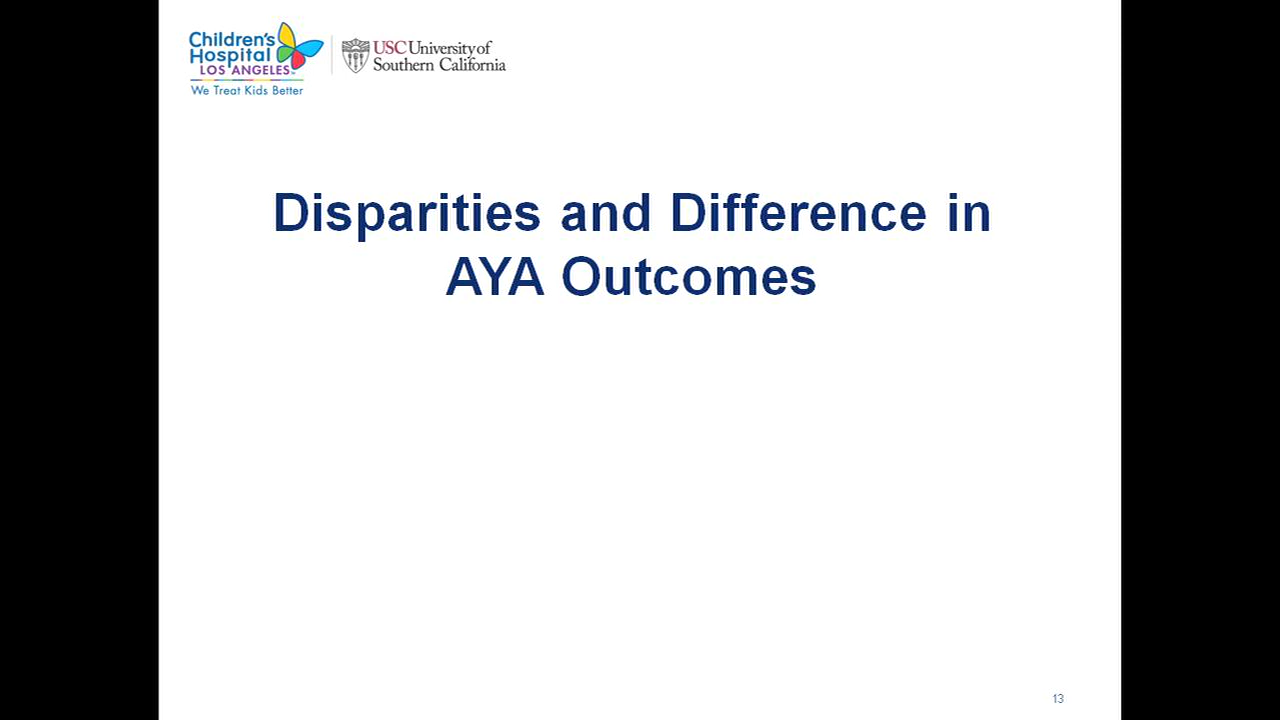 Children's
Hospital
LOS ANGELES
We Treat Kids Better
USC University of
Southern California
Disparities and Difference in
AYA Outcomes
13